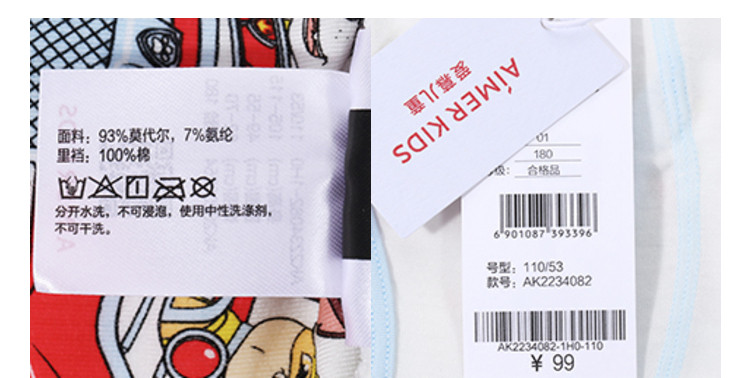 面料：93%莫代尔，7%氨纶
里裆：100%棉
分开水洗，不可浸泡，使用中性洗涤剂，
不可干洗。
AIMER KIDS
爱慕儿童
01
180
级： 合格品
6 901087 393396
号型：110/53
款号：AK2234082
AK2234082-1H0-110
¥ 99